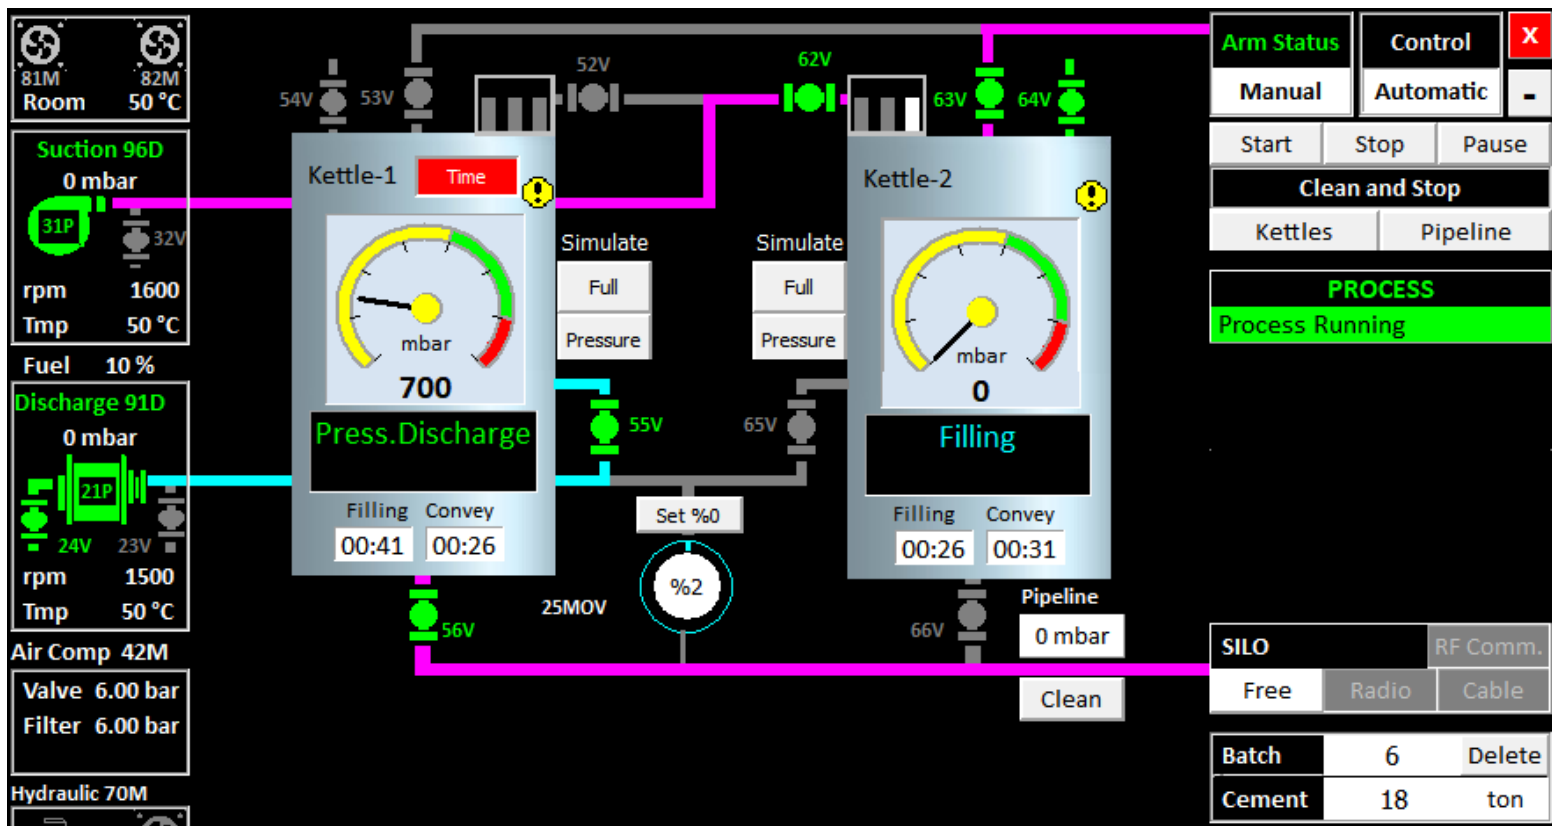 81M 82M
Room 50 °C
Suction 96D
0 mbar
31P
32V
rpm 1600
Tmp 50 °C
Fuel 10 %
Discharge 91D
0 mbar
21P
24V 23V
rpm 1500
Tmp 50 °C
Air Comp 42M
Valve 6.00 bar
Filter 6.00 bar
Hydraulic 70M
54V 53V
52V
62V
63V 64V
Kettle-1 Time
mbar
700
Press.Discharge
Filling Convey
00:41 00:26
56V
Simulate
Full
Pressure
55V
Simulate
Full
Pressure
65V
Set %0
%2
25MOV
Kettle-2
mbar
0
Filling
Filling Convey
00:26 00:31
66V
Pipeline
0 mbar
Clean
Arm Status Control X
Manual Automatic -
Start Stop Pause
Clean and Stop
Kettles Pipeline
PROCESS
Process Running
SILO RF Comm.
Free Radio Cable
Batch 6 Delete
Cement 18 ton